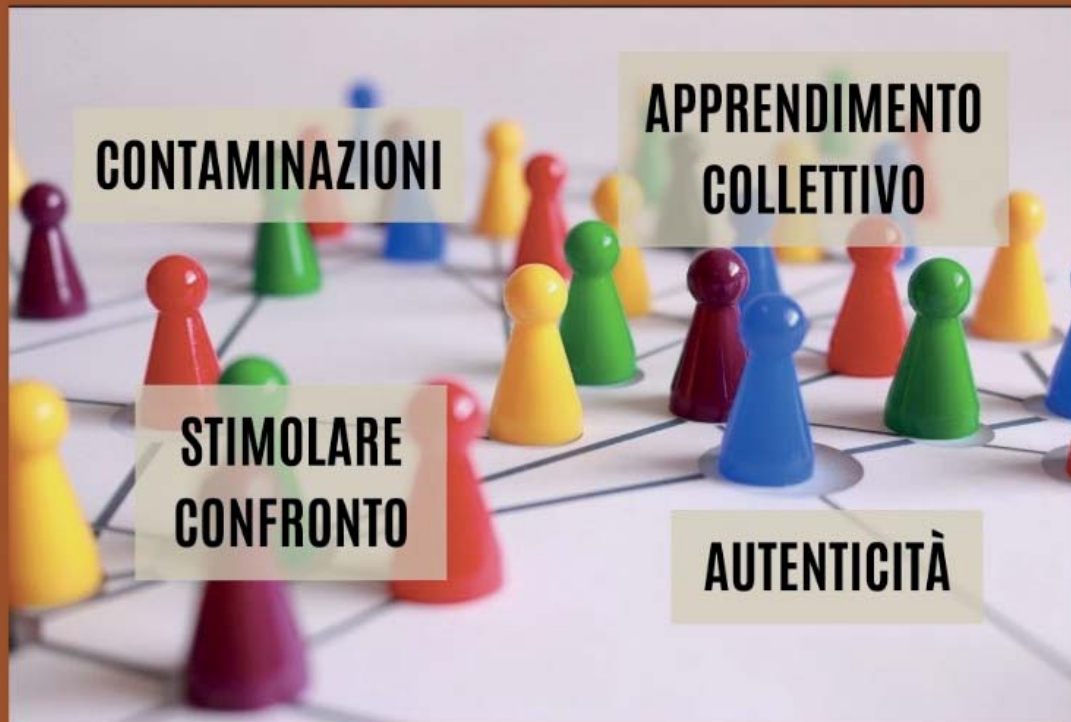 CONTAMINAZIONI
APPRENDIMENTO
COLLETTIVO
STIMOLARE
CONFRONTO
AUTENTICITÀ